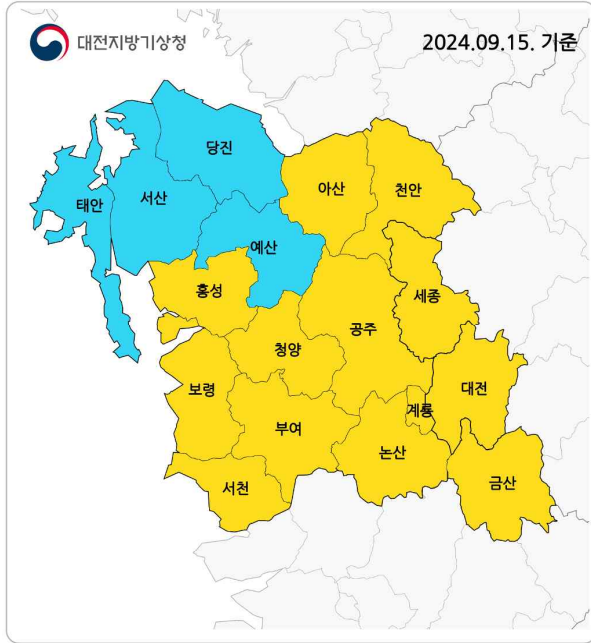 대전지방기상청
2024.09.15. 기준
당진
아산
천안
태안
서산
예산
홍성
세종
청양
공주
보령
대전
계룡
부여
논산
서천
금산